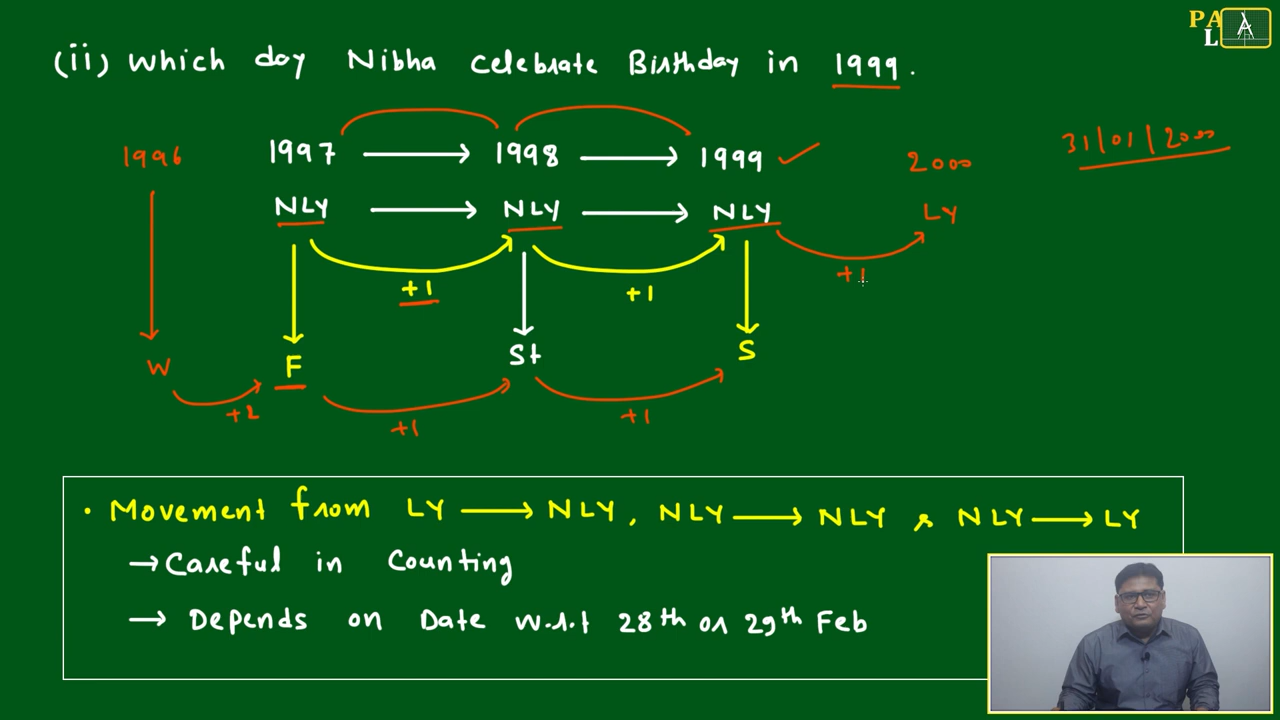 PA
L
(ii) Which day Nibha celebrate Birthday in 1999.
1996 1997 → 1998 → 1999 ✓ 2000 31/01/2000
NLY → NLY → NLY LY
+1 +1 +1
W F St S
+2 +1 +1
• Movement from LY → NLY, NLY → NLY & NLY → LY
→ Careful in Counting
→ Depends on Date w.r.t 28th or 29th Feb